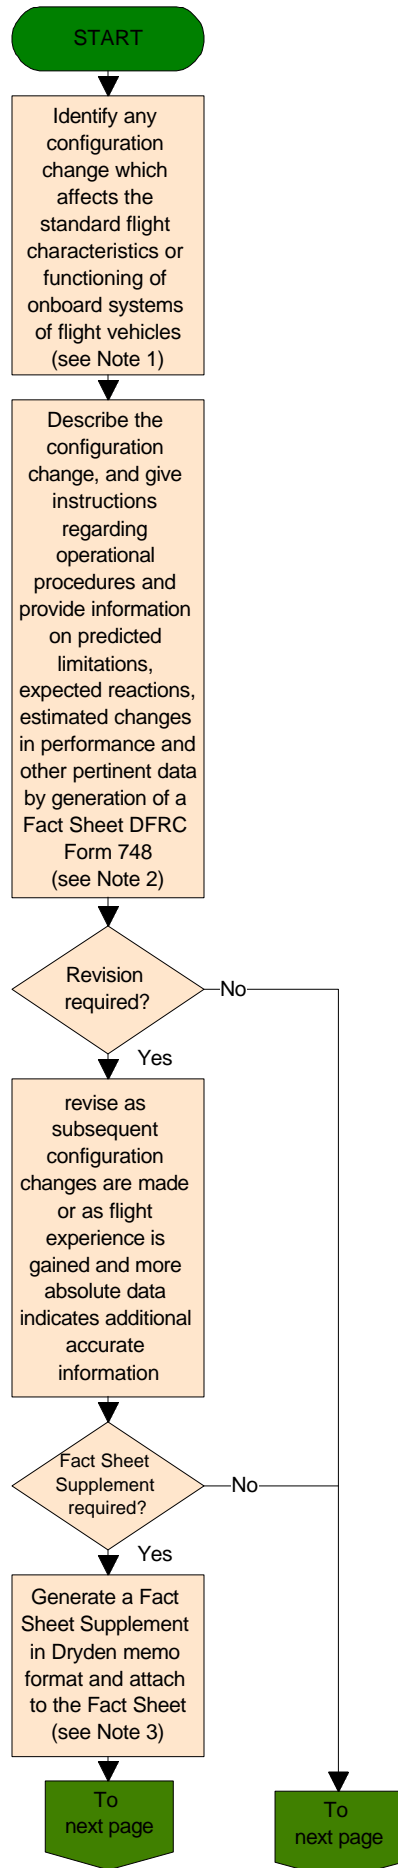 START
Identify any
configuration
change which
affects the
standard flight
characteristics or
functioning of
onboard systems
of flight vehicles
(see Note 1)
Describe the
configuration
change, and give
instructions
regarding
operational
procedures and
provide information
on predicted
limitations,
expected reactions,
estimated changes
in performance and
other pertinent data
by generation of a
Fact Sheet DFRC
Form 748
(see Note 2)
Revision
required?
No
Yes
revise as
subsequent
configuration
changes are made
or as flight
experience is
gained and more
absolute data
indicates additional
accurate
information
Fact Sheet
Supplement
required?
No
Yes
Generate a Fact
Sheet Supplement
in Dryden memo
format and attach
to the Fact Sheet
(see Note 3)
To
next page
To
next page